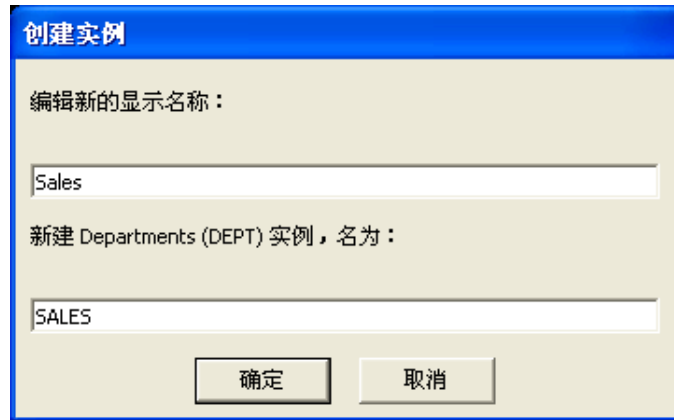 创建实例
编辑新的显示名称：
Sales
新建 Departments (DEPT) 实例，名为：
SALES
确定 取消